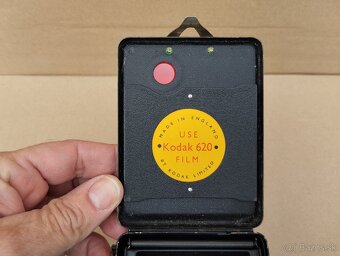 MADE IN ENGLAND
USE
Kodak 620
FILM
BY KODAK LIMITED